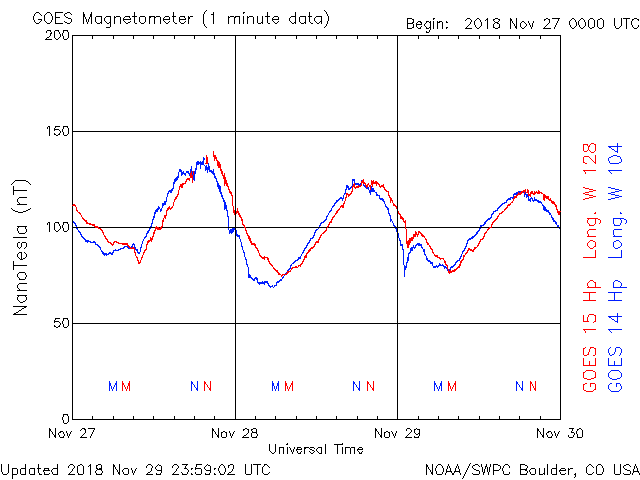 GOES Magnetometer (1 minute data)
Begin: 2018 Nov 27 0000 UTC
200
150
100
50
0
NanoTesla (nT)
M M N N M M N N M M N N
Nov 27 Nov 28 Nov 29 Nov 30
Universal Time
GOES 15 Hp Long. W 128
GOES 14 Hp Long. W 104
Updated 2018 Nov 29 23:59:02 UTC
NOAA/SWPC Boulder, CO USA